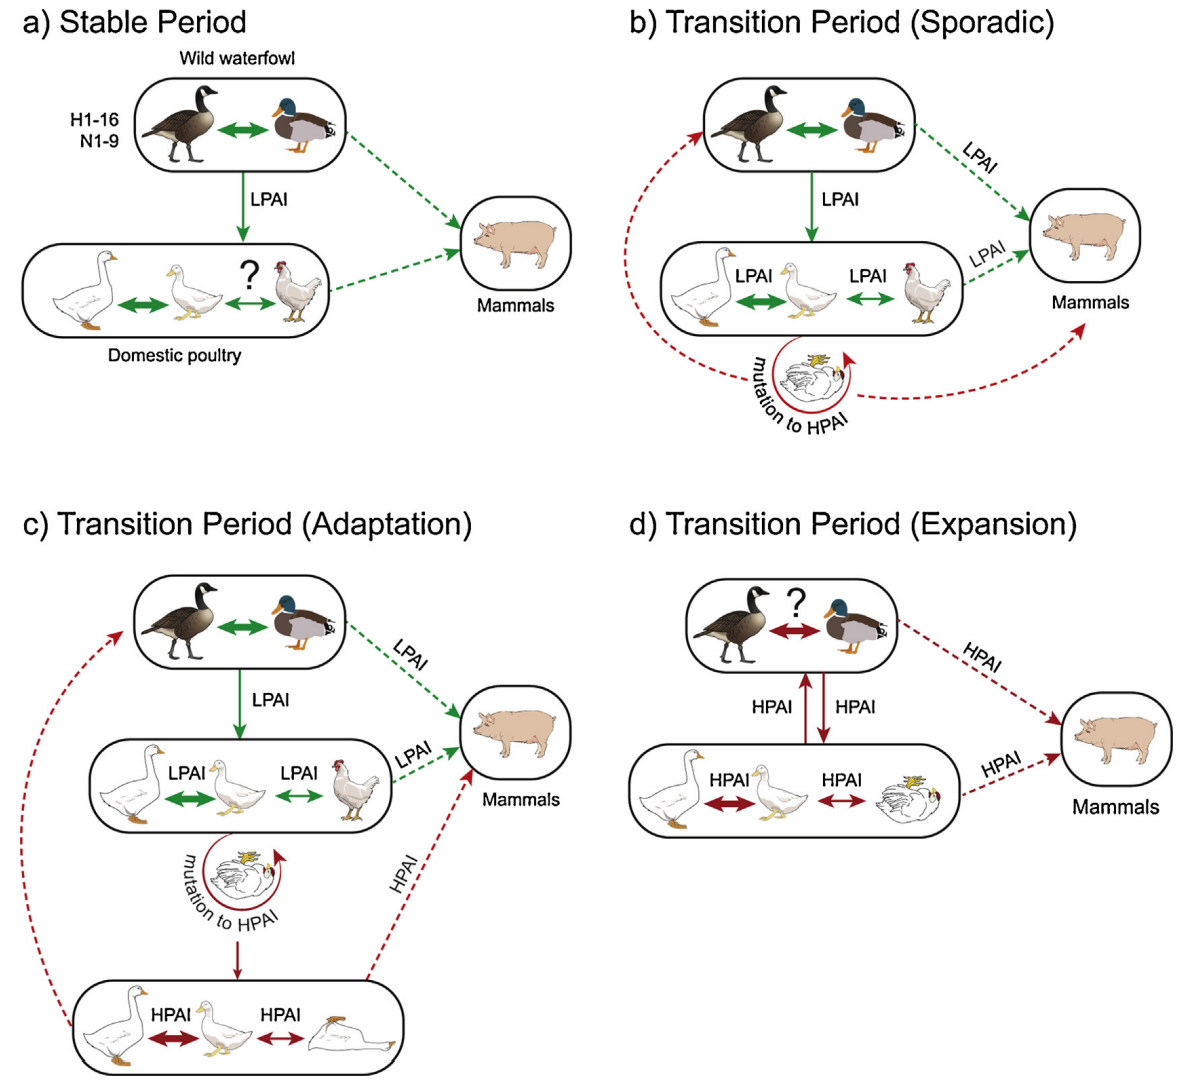 a) Stable Period
Wild waterfowl
H1-16
N1-9
LPAI
?
Mammals
Domestic poultry
b) Transition Period (Sporadic)
LPAI
LPAI
LPAI
LPAI
LPAI
Mammals
mutation to HPAI
c) Transition Period (Adaptation)
LPAI
LPAI
LPAI
LPAI
LPAI
Mammals
mutation to HPAI
HPAI
HPAI
HPAI
d) Transition Period (Expansion)
?
HPAI
HPAI
HPAI
HPAI
HPAI
HPAI
Mammals